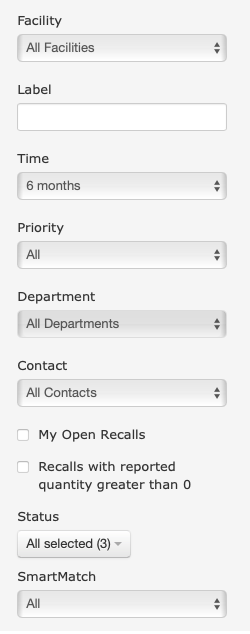 Facility
All Facilities
Label
Time
6 months
Priority
All
Department
All Departments
Contact
All Contacts
My Open Recalls
Recalls with reported
quantity greater than 0
Status
All selected (3)
SmartMatch
All